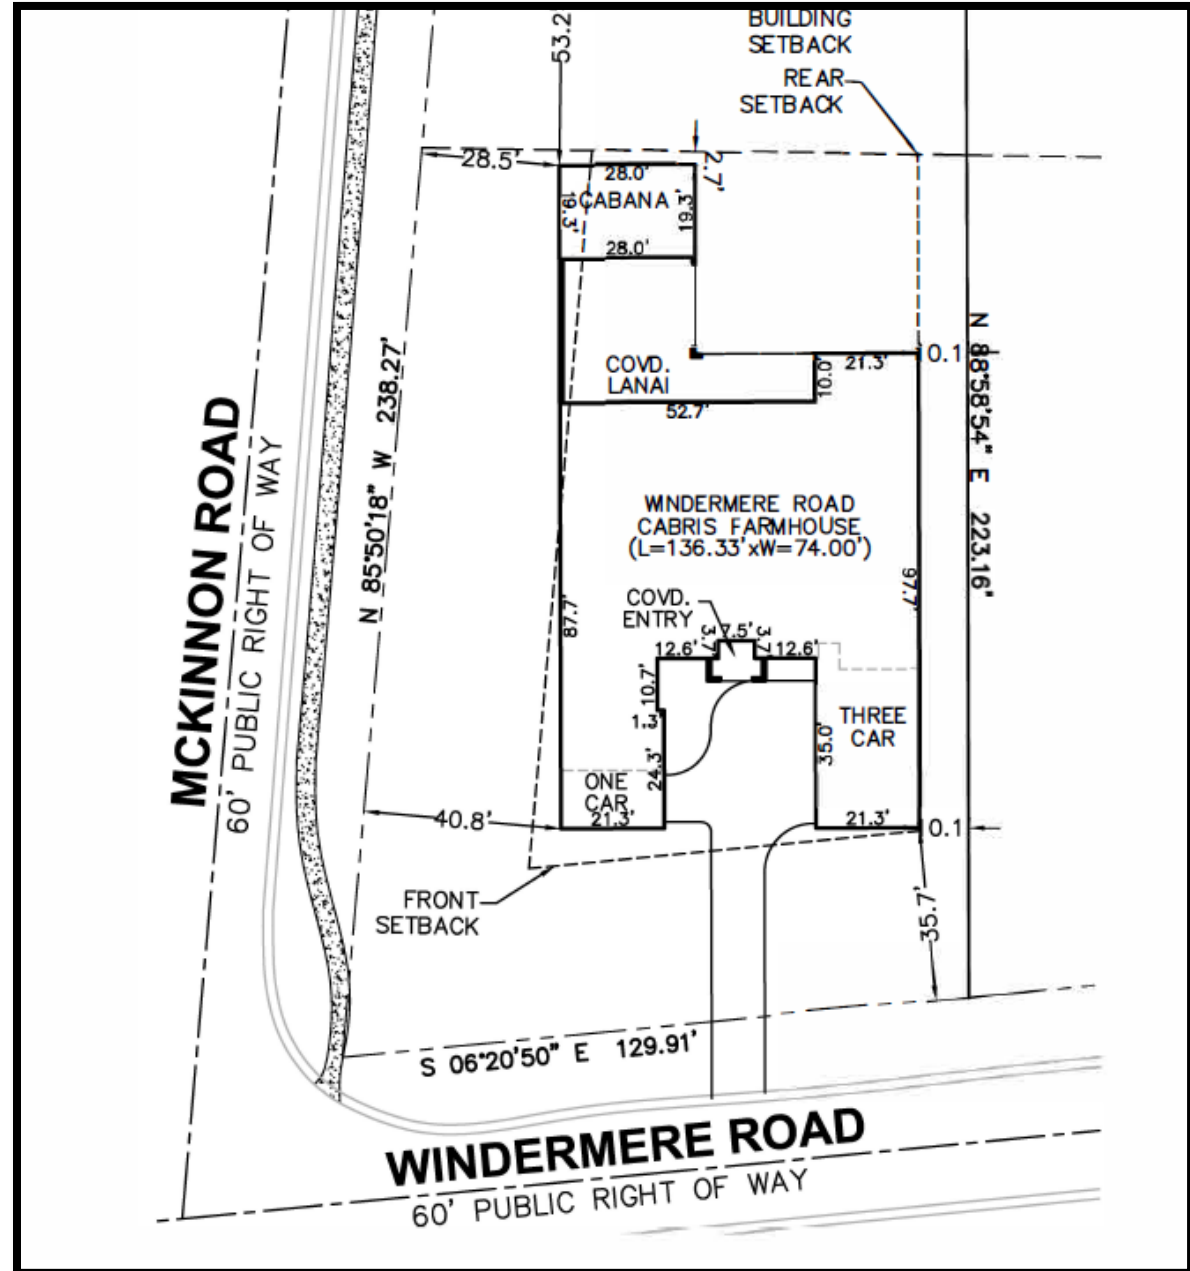 BUILDING
SETBACK
53.2
REAR
SETBACK
28.5'
28.0'
2.7'
CABANA
19.3'
19.3'
28.0'
N 88°58'54" E 223.16"
COVD.
LANAI
10.0'
21.3'
10.1
52.7'
N 85°50'18" W 238.27'
MCKINNON ROAD
60' PUBLIC RIGHT OF WAY
WINDERMERE ROAD
CABRIS FARMHOUSE
(L=136.33'xW=74.00')
97.7'
87.7'
COVD.
ENTRY
3.7'
7.5'
3.7'
12.6'
12.6'
10.7'
1.3'
24.3'
35.0'
THREE
CAR
ONE
CAR
21.3'
21.3'
10.1
40.8'
FRONT
SETBACK
35.7'
S 06°20'50" E 129.91'
WINDERMERE ROAD
60' PUBLIC RIGHT OF WAY